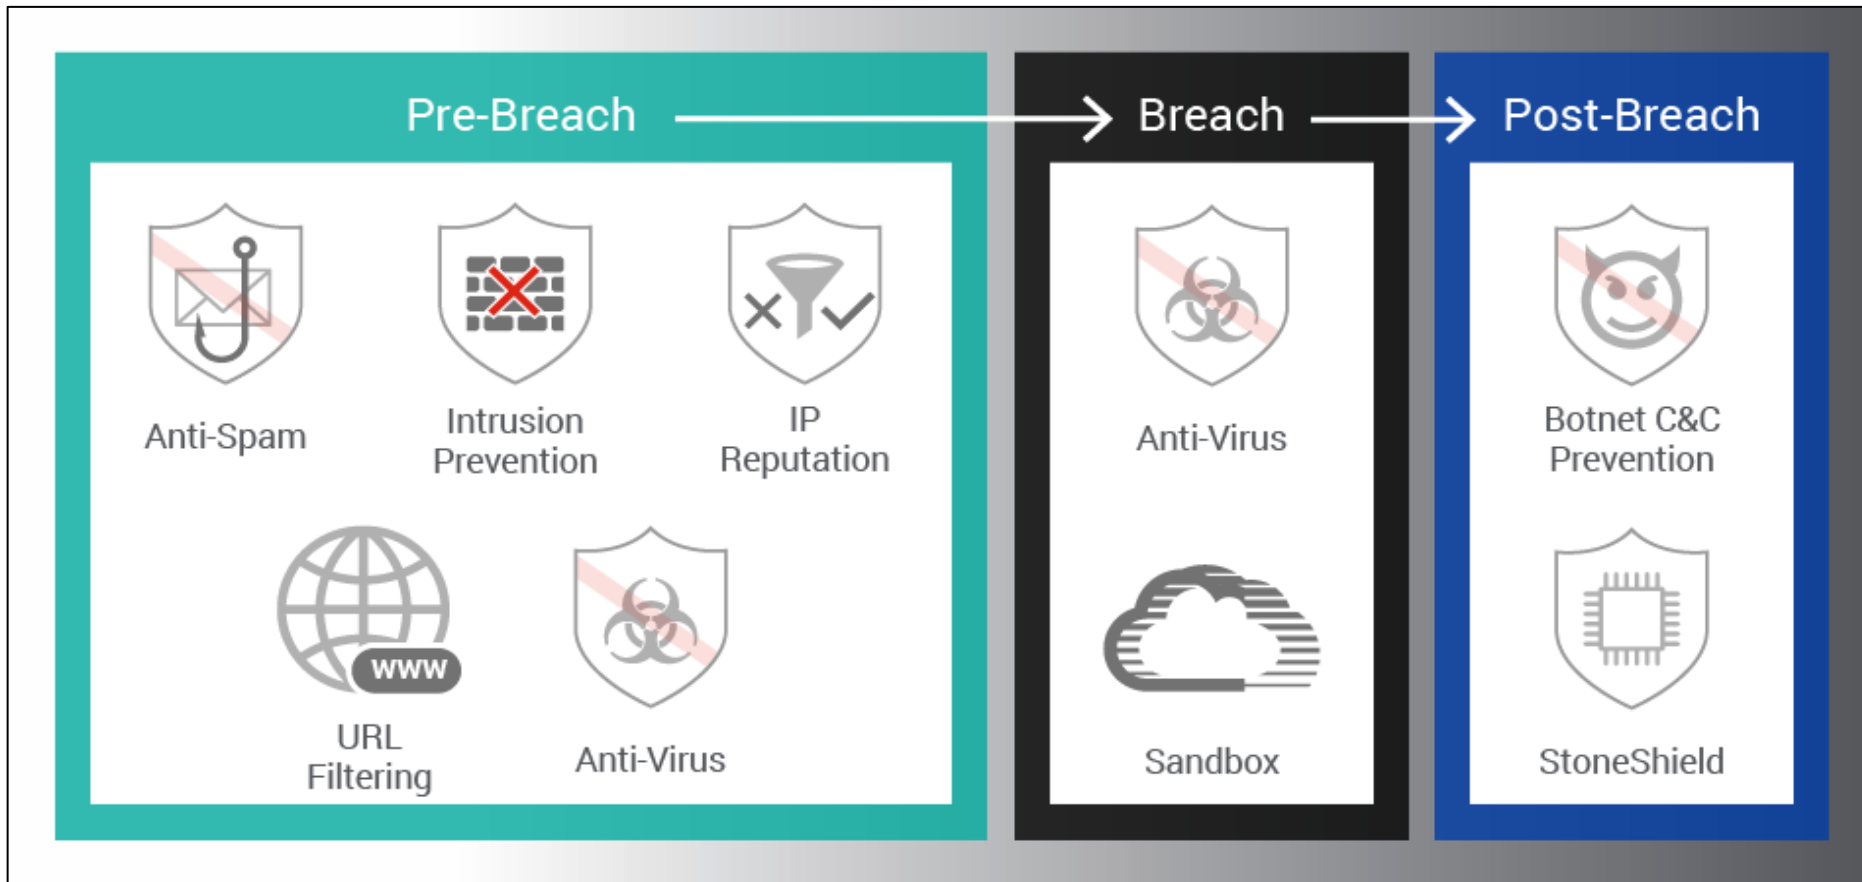 Pre-Breach
Anti-Spam
Intrusion
Prevention
IP
Reputation
URL
Filtering
www
Anti-Virus
Breach
Anti-Virus
Sandbox
Post-Breach
Botnet C&C
Prevention
StoneShield